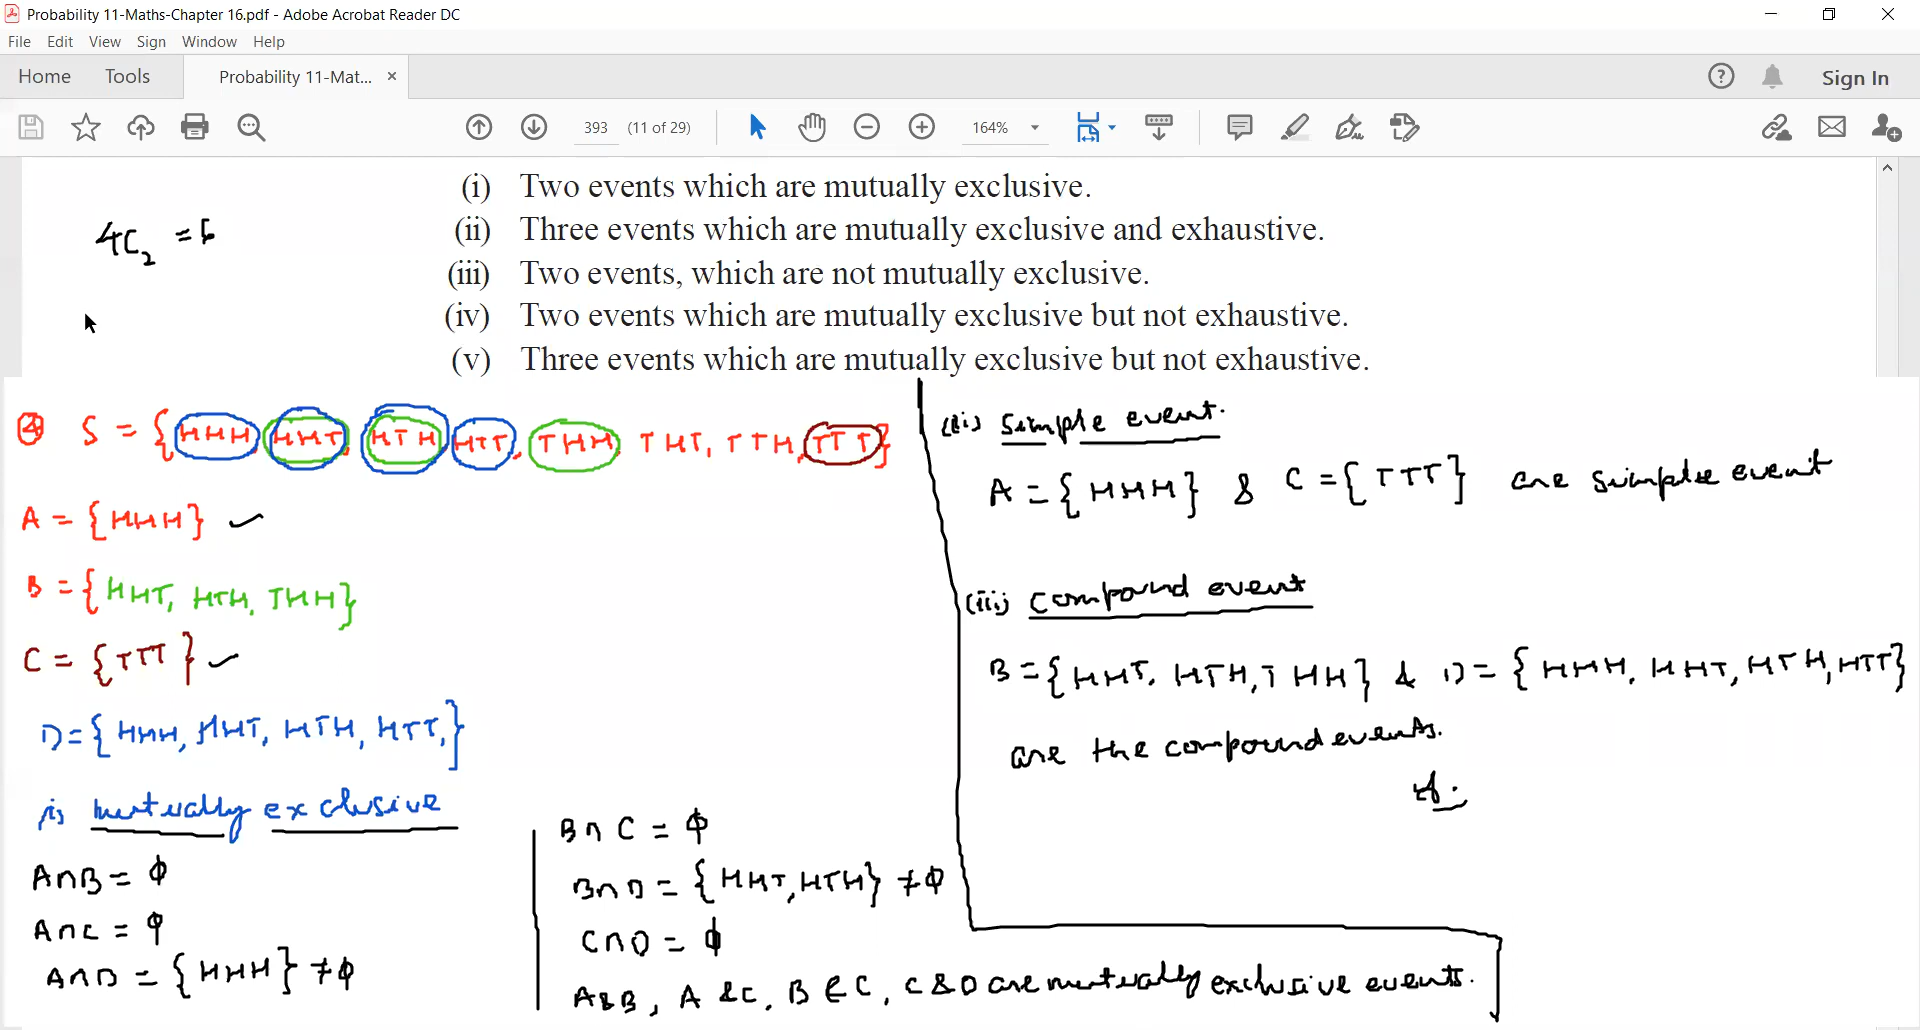 Probability 11-Maths-Chapter 16.pdf - Adobe Acrobat Reader DC
File Edit View Sign Window Help
Home Tools Probability 11-Mat... × Sign In
393 (11 of 29) 164%
(i) Two events which are mutually exclusive.
(ii) Three events which are mutually exclusive and exhaustive.
(iii) Two events, which are not mutually exclusive.
(iv) Two events which are mutually exclusive but not exhaustive.
(v) Three events which are mutually exclusive but not exhaustive.
4C₂ = 6
④ S = {HHH, HHT, HTH, HTT, THH, THT, TTH, TTT}
A = {HHH} ✓
B = {HHT, HTH, THH}
C = {TTT} ✓
D = {HHH, HHT, HTH, HTT,}
(i) mutually exclusive
A∩B = ϕ
A∩C = ϕ
A∩D = {HHH} ≠ ϕ
B∩C = ϕ
B∩D = {HHT, HTH} ≠ ϕ
C∩D = ϕ
A&B, A&C, B&C, C&D are mutually exclusive events.
(ii) simple event.
A = {HHH} & C = {TTT} are simple event
(iii) compound event
B = {HHT, HTH, THH} & D = {HHH, HHT, HTH, HTT}
are the compound events.